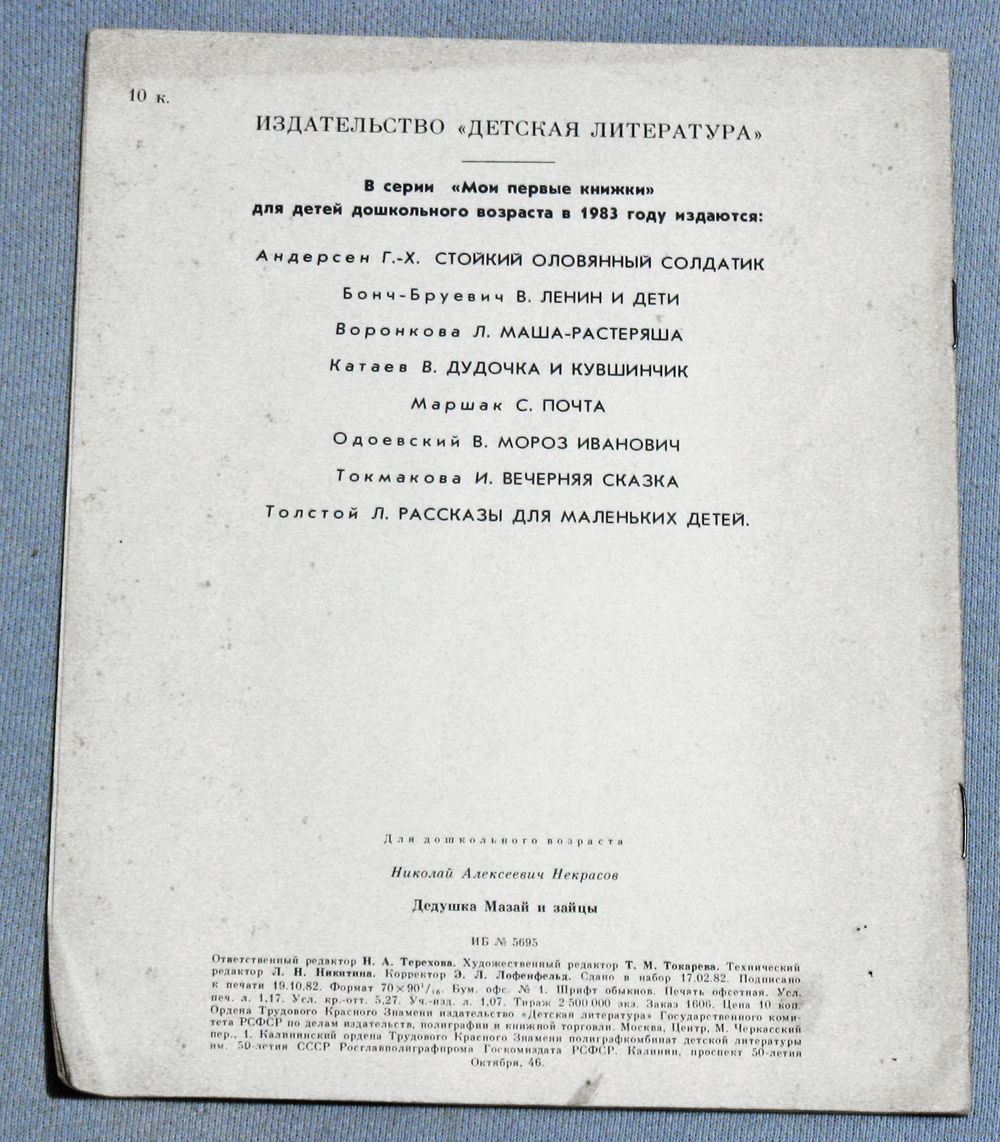 10 к.
ИЗДАТЕЛЬСТВО «ДЕТСКАЯ ЛИТЕРАТУРА»
В серии «Мои первые книжки»
для детей дошкольного возраста в 1983 году издаются:
Андерсен Г.-Х. СТОЙКИЙ ОЛОВЯННЫЙ СОЛДАТИК
Бонч-Бруевич В. ЛЕНИН И ДЕТИ
Воронкова Л. МАША-РАСТЕРЯША
Катаев В. ДУДОЧКА И КУВШИНЧИК
Маршак С. ПОЧТА
Одоевский В. МОРОЗ ИВАНОВИЧ
Токмакова И. ВЕЧЕРНЯЯ СКАЗКА
Толстой Л. РАССКАЗЫ ДЛЯ МАЛЕНЬКИХ ДЕТЕЙ.
Для дошкольного возраста
Николай Алексеевич Некрасов
Дедушка Мазай и зайцы
ИБ № 5695
Ответственный редактор Н. А. Терехова. Художественный редактор Т. М. Токарева. Технический
редактор Л. Н. Никитина. Корректор Э. Л. Лофенфельд. Сдано в набор 17.02.82. Подписано
к печати 19.10.82. Формат 70×90¹/₁₆. Бум. офс. № 1. Шрифт обыкнов. Печать офсетная. Усл.
печ. л. 1,17. Усл. кр.-отт. 5,27. Уч.-изд. л. 1,07. Тираж 2 500 000 экз. Заказ 1606. Цена 10 коп.
Ордена Трудового Красного Знамени издательство «Детская литература» Государственного коми-
тета РСФСР по делам издательств, полиграфии и книжной торговли. Москва, Центр, М. Черкасский
пер., 1. Калининский ордена Трудового Красного Знамени полиграфкомбинат детской литературы
им. 50-летия СССР Росглавполиграфпрома Госкомиздата РСФСР. Калинин, проспект 50-летия
Октября, 46.